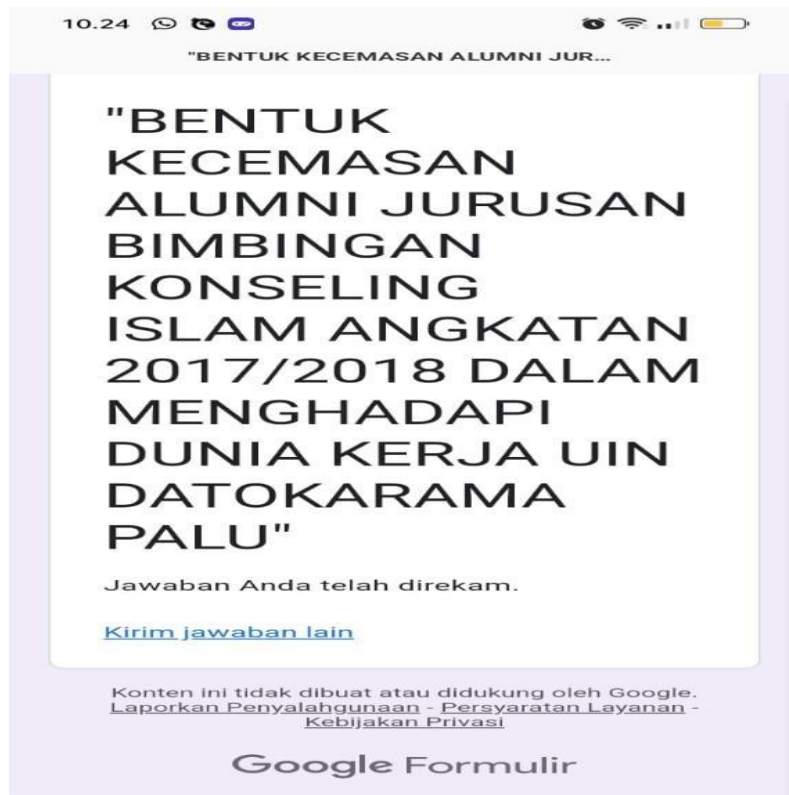 10.24
"BENTUK KECEMASAN ALUMNI JUR...
"BENTUK
KECEMASAN
ALUMNI JURUSAN
BIMBINGAN
KONSELING
ISLAM ANGKATAN
2017/2018 DALAM
MENGHADAPI
DUNIA KERJA UIN
DATOKARAMA
PALU"
Jawaban Anda telah direkam.
Kirim jawaban lain
Konten ini tidak dibuat atau didukung oleh Google.
Laporkan Penyalahgunaan - Persyaratan Layanan -
Kebijakan Privasi
Google Formulir